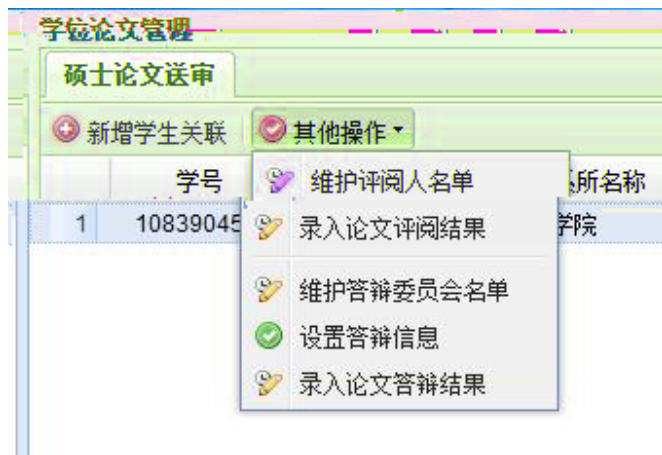 学位论文管理
硕士论文送审
新增学生关联 其他操作
学号 维护评阅人名单 所名称
1 10839045 录入论文评阅结果 学院
维护答辩委员会名单
设置答辩信息
录入论文答辩结果